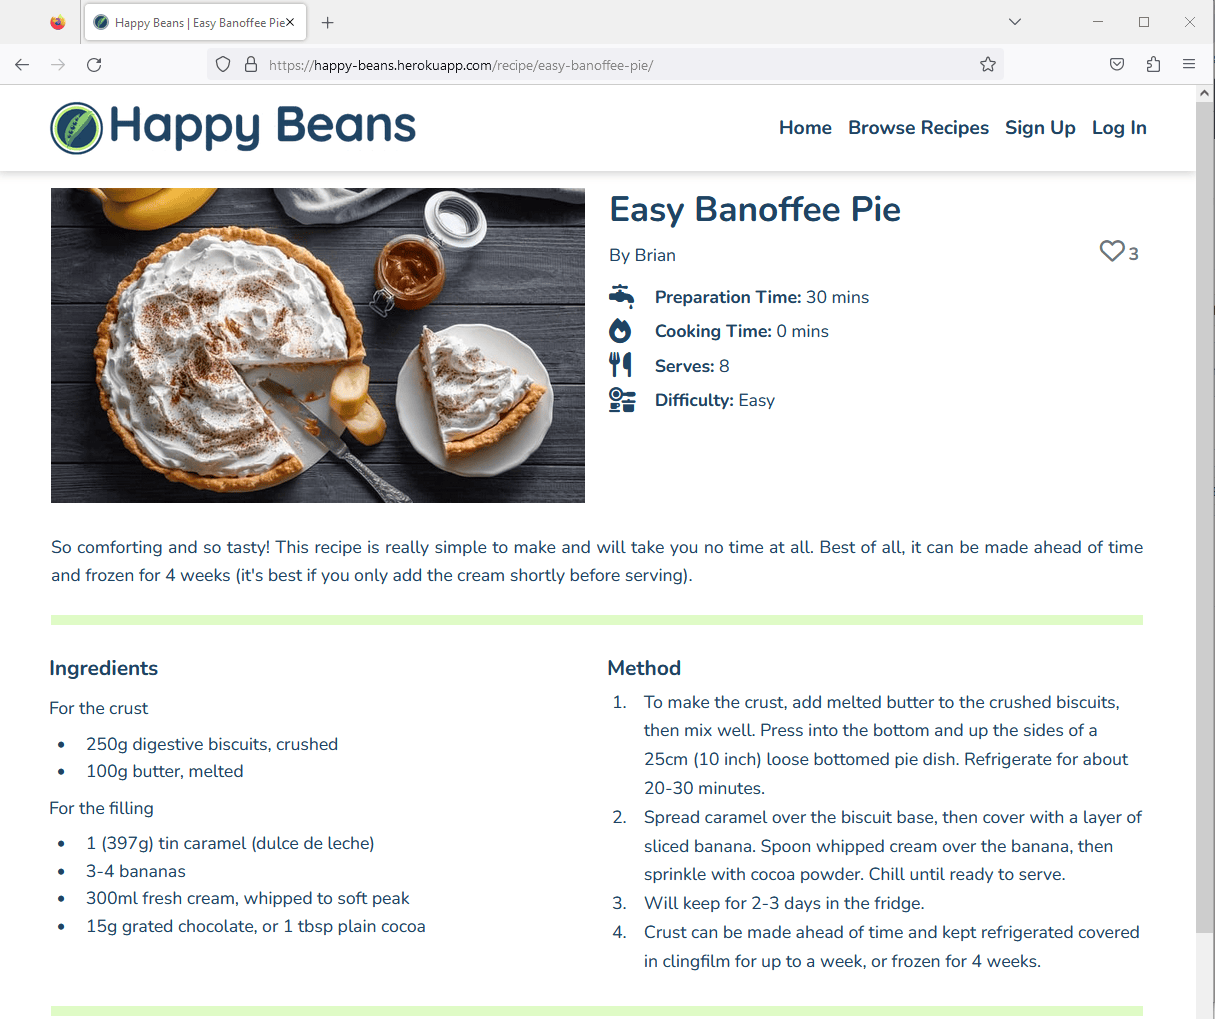 Happy Beans | Easy Banoffee Pie
https://happy-beans.herokuapp.com/recipe/easy-banoffee-pie/
Happy Beans
Home Browse Recipes Sign Up Log In
Easy Banoffee Pie
By Brian
3
Preparation Time: 30 mins
Cooking Time: 0 mins
Serves: 8
Difficulty: Easy
So comforting and so tasty! This recipe is really simple to make and will take you no time at all. Best of all, it can be made ahead of time
and frozen for 4 weeks (it's best if you only add the cream shortly before serving).
Ingredients
For the crust
• 250g digestive biscuits, crushed
• 100g butter, melted
For the filling
• 1 (397g) tin caramel (dulce de leche)
• 3-4 bananas
• 300ml fresh cream, whipped to soft peak
• 15g grated chocolate, or 1 tbsp plain cocoa
Method
1. To make the crust, add melted butter to the crushed biscuits,
then mix well. Press into the bottom and up the sides of a
25cm (10 inch) loose bottomed pie dish. Refrigerate for about
20-30 minutes.
2. Spread caramel over the biscuit base, then cover with a layer of
sliced banana. Spoon whipped cream over the banana, then
sprinkle with cocoa powder. Chill until ready to serve.
3. Will keep for 2-3 days in the fridge.
4. Crust can be made ahead of time and kept refrigerated covered
in clingfilm for up to a week, or frozen for 4 weeks.